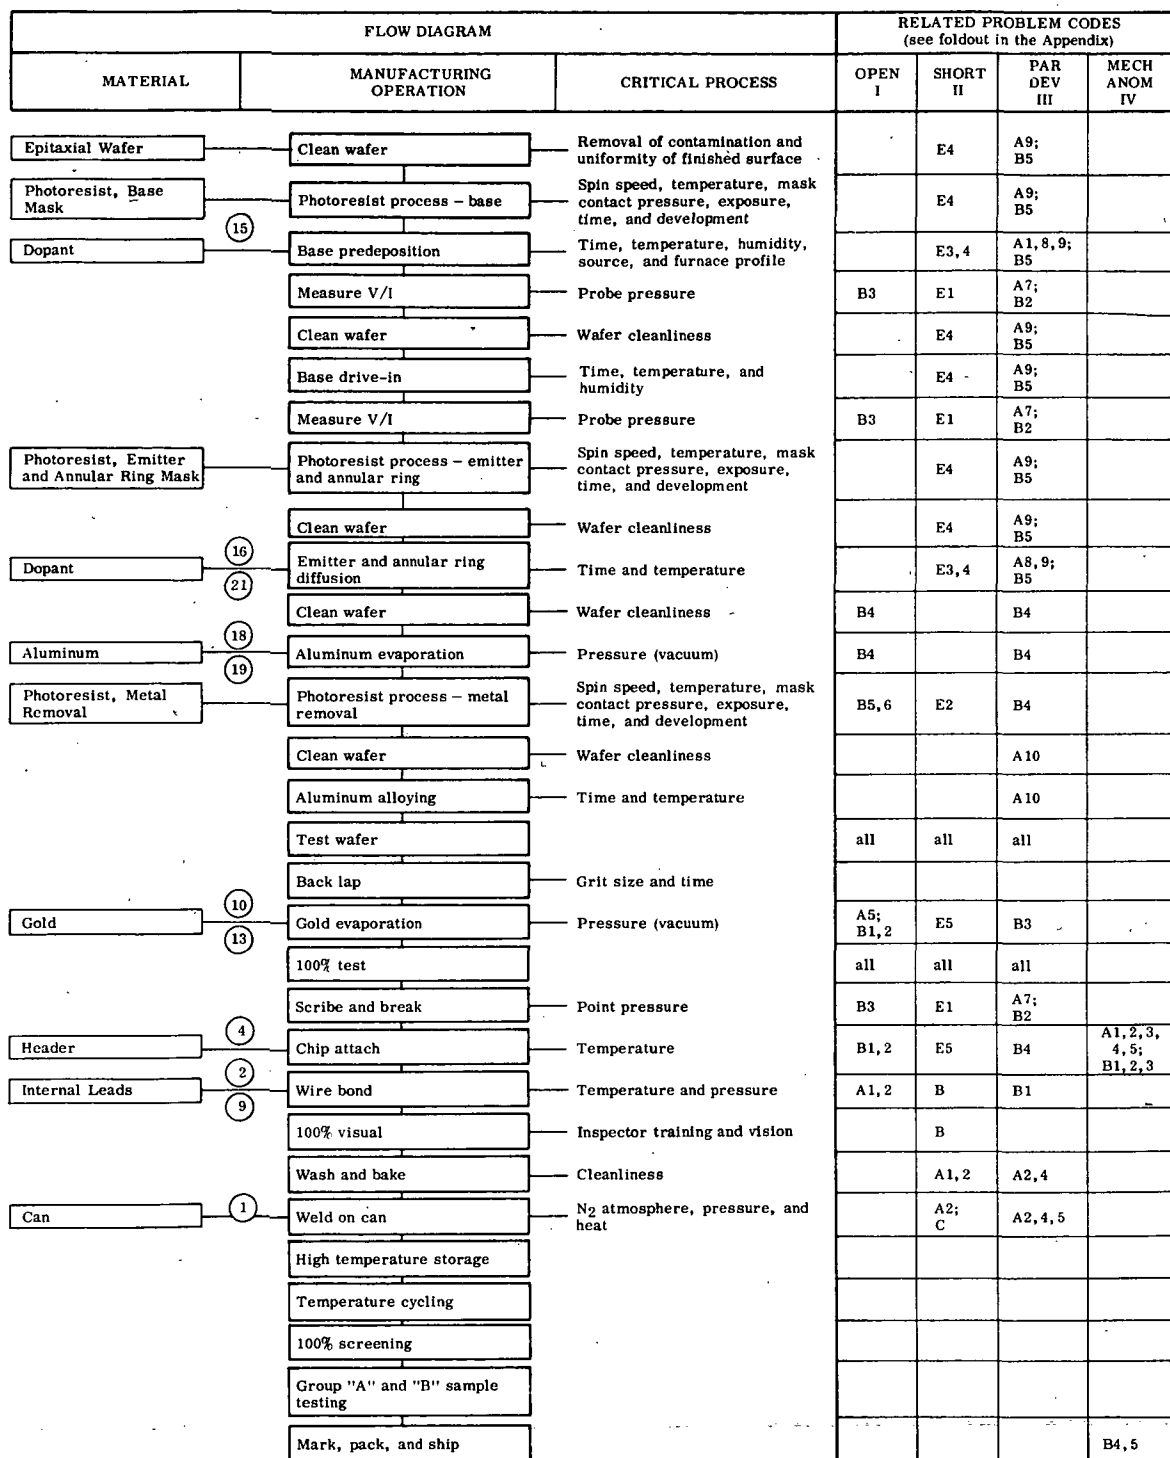 FLOW DIAGRAM
RELATED PROBLEM CODES
(see foldout in the Appendix)
MATERIAL
MANUFACTURING
OPERATION
CRITICAL PROCESS
OPEN
I
SHORT
II
PAR
DEV
III
MECH
ANOM
IV
Epitaxial Wafer
Clean wafer
Removal of contamination and
uniformity of finished surface
E4
A9;
B5
Photoresist, Base
Mask
Photoresist process – base
Spin speed, temperature, mask
contact pressure, exposure,
time, and development
E4
A9;
B5
15
Dopant
Base predeposition
Time, temperature, humidity,
source, and furnace profile
E3,4
A1,8,9;
B5
Measure V/I
Probe pressure
B3
E1
A7;
B2
Clean wafer
Wafer cleanliness
E4
A9;
B5
Base drive-in
Time, temperature, and
humidity
E4
A9;
B5
Measure V/I
Probe pressure
B3
E1
A7;
B2
Photoresist, Emitter
and Annular Ring Mask
Photoresist process – emitter
and annular ring
Spin speed, temperature, mask
contact pressure, exposure,
time, and development
E4
A9;
B5
Clean wafer
Wafer cleanliness
E4
A9;
B5
16
Dopant
21
Emitter and annular ring
diffusion
Time and temperature
E3,4
A8,9;
B5
Clean wafer
Wafer cleanliness
B4
B4
18
Aluminum
19
Aluminum evaporation
Pressure (vacuum)
B4
B4
Photoresist, Metal
Removal
Photoresist process – metal
removal
Spin speed, temperature, mask
contact pressure, exposure,
time, and development
B5,6
E2
B4
Clean wafer
Wafer cleanliness
A10
Aluminum alloying
Time and temperature
A10
Test wafer
all
all
all
Back lap
Grit size and time
10
Gold
13
Gold evaporation
Pressure (vacuum)
A5;
B1,2
E5
B3
100% test
all
all
all
Scribe and break
Point pressure
B3
E1
A7;
B2
4
Header
Chip attach
Temperature
B1,2
E5
B4
A1,2,3,
4,5;
B1,2,3
2
Internal Leads
9
Wire bond
Temperature and pressure
A1,2
B
B1
100% visual
Inspector training and vision
B
Wash and bake
Cleanliness
A1,2
A2,4
Can
1
Weld on can
N2 atmosphere, pressure, and
heat
A2;
C
A2,4,5
High temperature storage
Temperature cycling
100% screening
Group "A" and "B" sample
testing
Mark, pack, and ship
B4,5